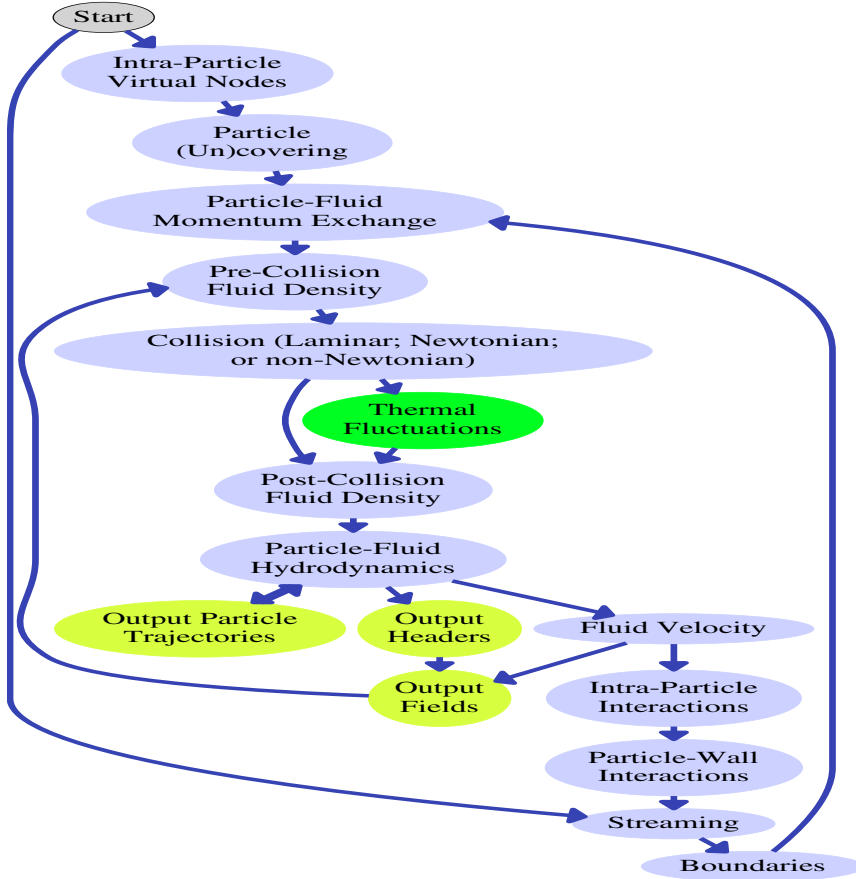 Start
Intra-Particle
Virtual Nodes
Particle
(Un)covering
Particle-Fluid
Momentum Exchange
Pre-Collision
Fluid Density
Collision (Laminar; Newtonian;
or non-Newtonian)
Thermal
Fluctuations
Post-Collision
Fluid Density
Particle-Fluid
Hydrodynamics
Output Particle
Trajectories
Output
Headers
Fluid Velocity
Output
Fields
Intra-Particle
Interactions
Particle-Wall
Interactions
Streaming
Boundaries